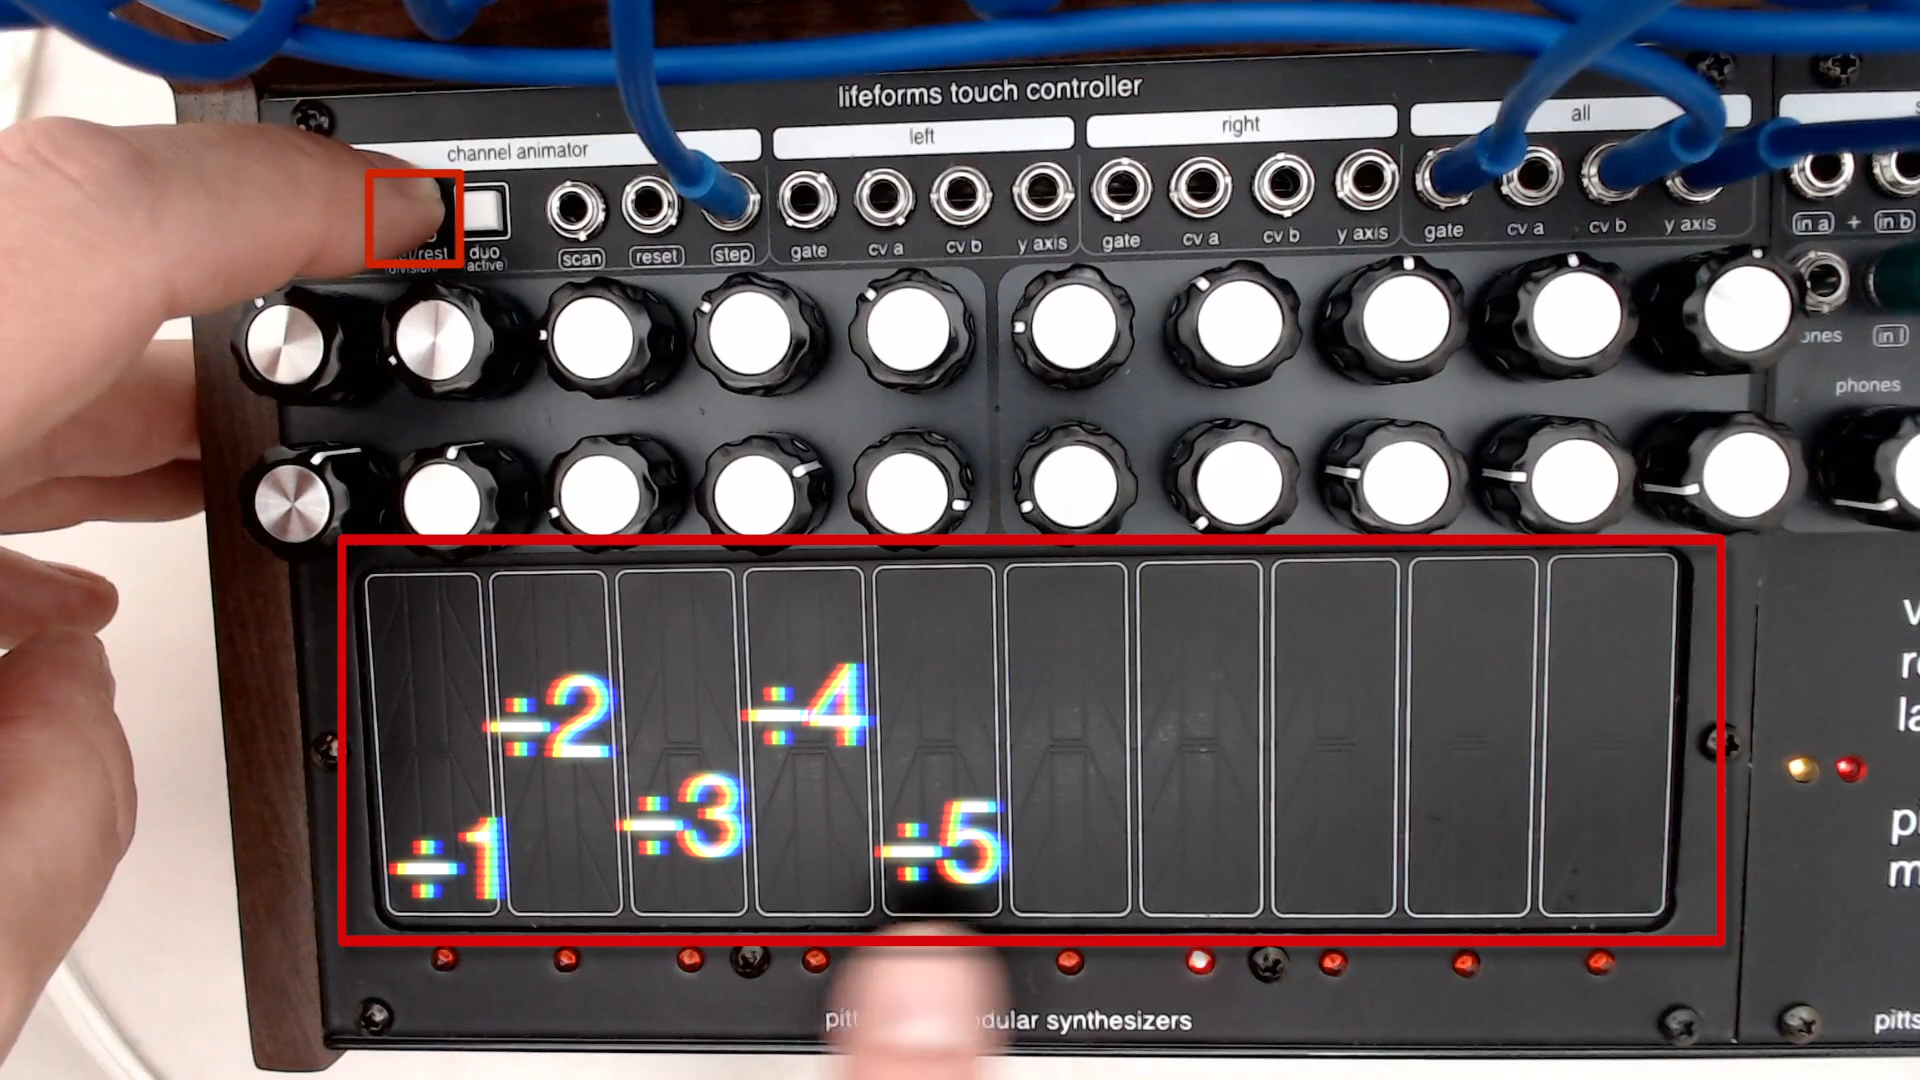 lifeforms touch controller
channel animator
left
right
all
duo
active
scan
reset
step
gate
cv a
cv b
y axis
gate
cv a
cv b
y axis
gate
cv a
cv b
y axis
in a + in b
in l
phones
÷1
÷2
÷3
÷4
÷5
synthesizers